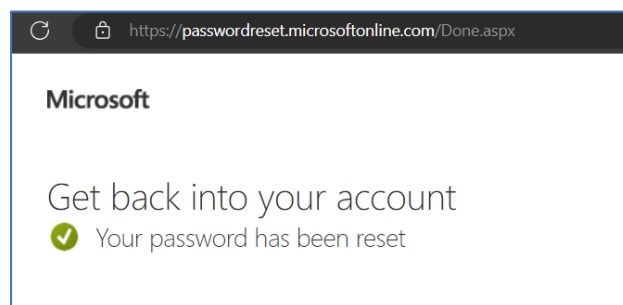 https://passwordreset.microsoftonline.com/Done.aspx
Microsoft
Get back into your account
Your password has been reset